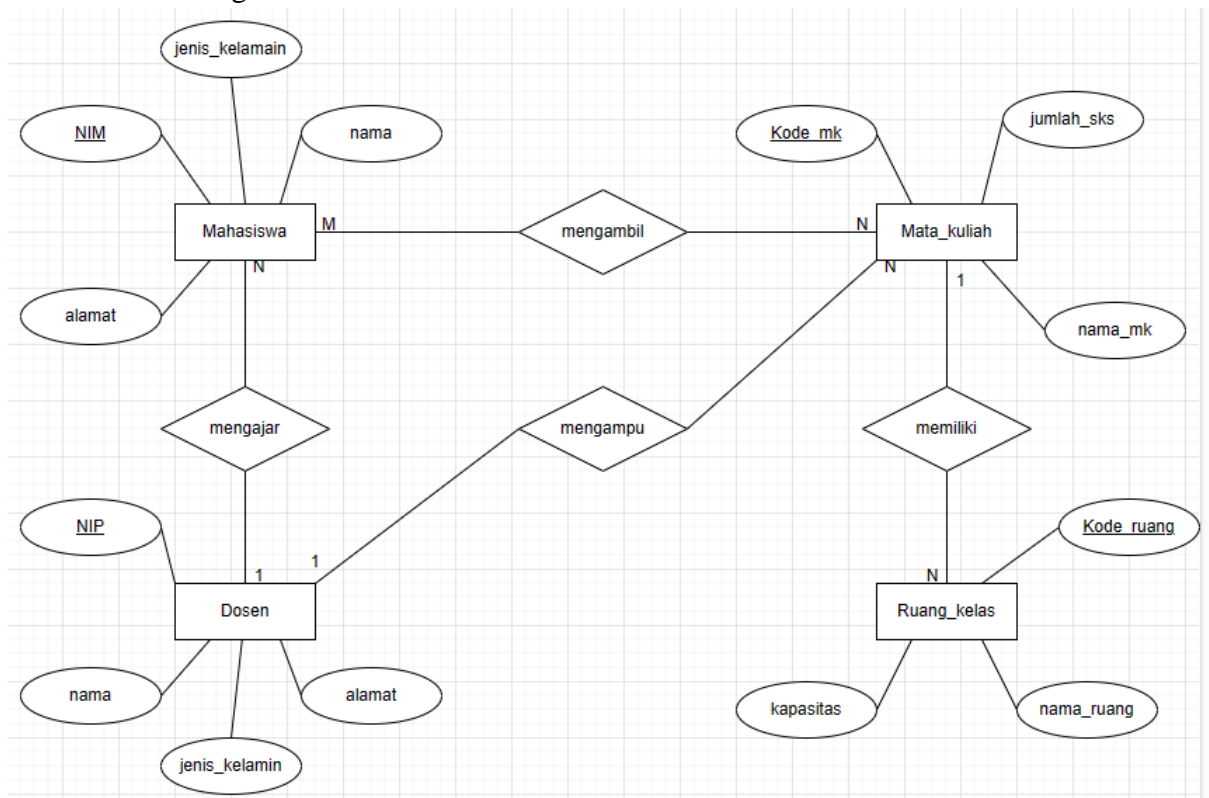 jenis_kelamain
NIM
nama
Kode_mk
jumlah_sks
Mahasiswa
M
mengambil
N
Mata_kuliah
N
N
1
alamat
nama_mk
mengajar
mengampu
memiliki
NIP
Kode_ruang
1
1
N
Dosen
Ruang_kelas
nama
alamat
kapasitas
nama_ruang
jenis_kelamin